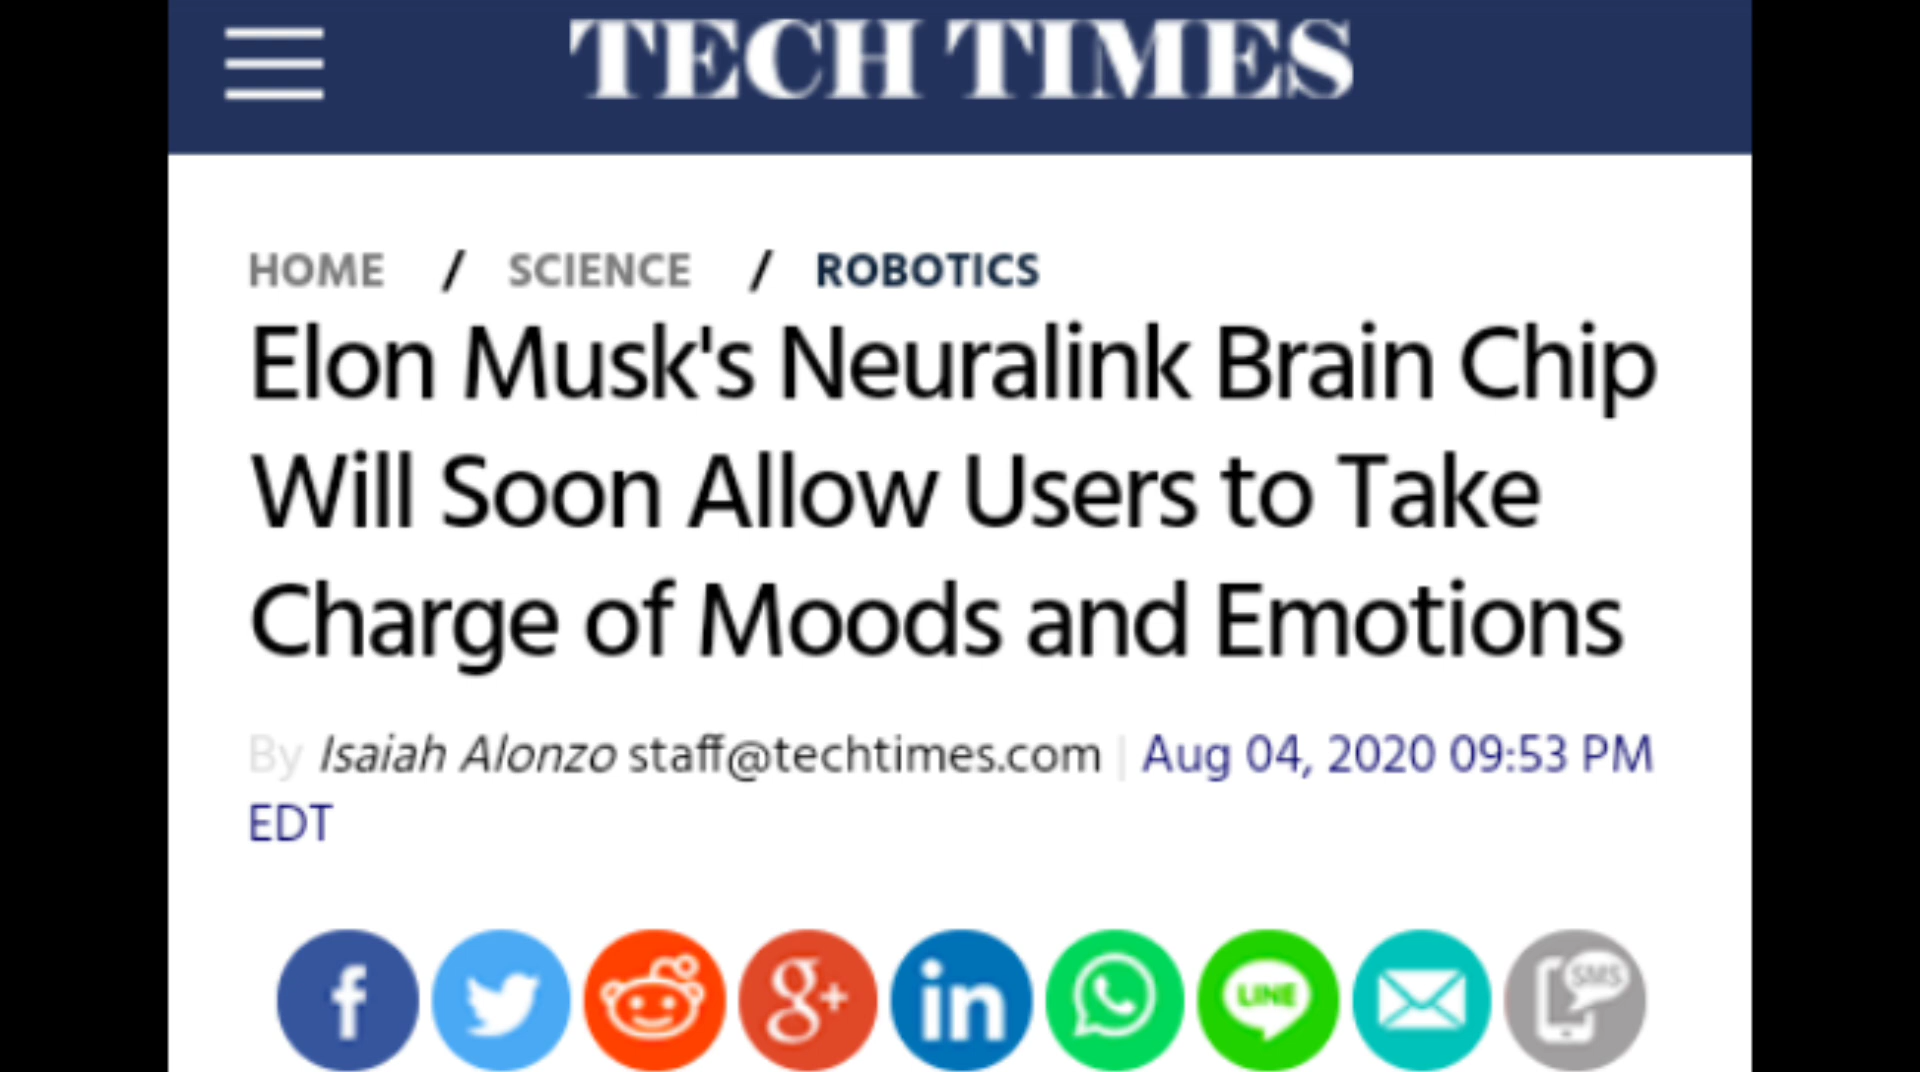 TECH TIMES
HOME / SCIENCE / ROBOTICS
Elon Musk's Neuralink Brain Chip
Will Soon Allow Users to Take
Charge of Moods and Emotions
By Isaiah Alonzo staff@techtimes.com | Aug 04, 2020 09:53 PM
EDT
f g+ in LINE SMS